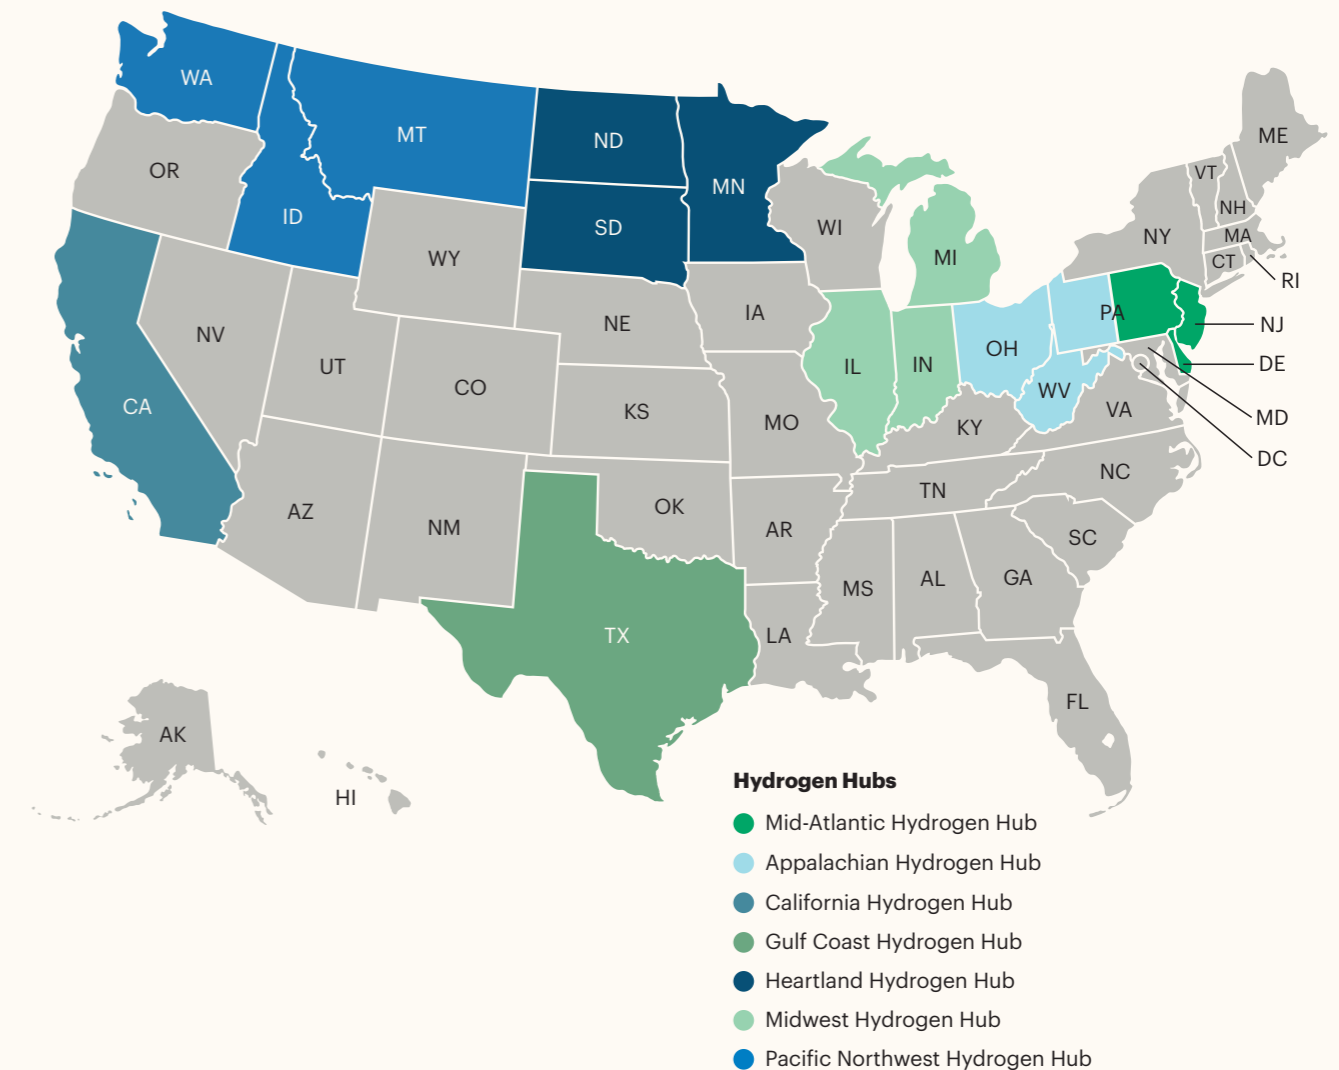 WA
MT
ND
MN
ME
OR
VT
ID
SD
WI
NH
NY
MA
WY
MI
CT
RI
IA
PA
NV
NE
NJ
UT
OH
IL
IN
DE
CO
WV
CA
KS
MO
VA
MD
KY
DC
NC
TN
AZ
OK
NM
AR
SC
MS
AL
GA
TX
LA
FL
AK
HI
Hydrogen Hubs
Mid-Atlantic Hydrogen Hub
Appalachian Hydrogen Hub
California Hydrogen Hub
Gulf Coast Hydrogen Hub
Heartland Hydrogen Hub
Midwest Hydrogen Hub
Pacific Northwest Hydrogen Hub